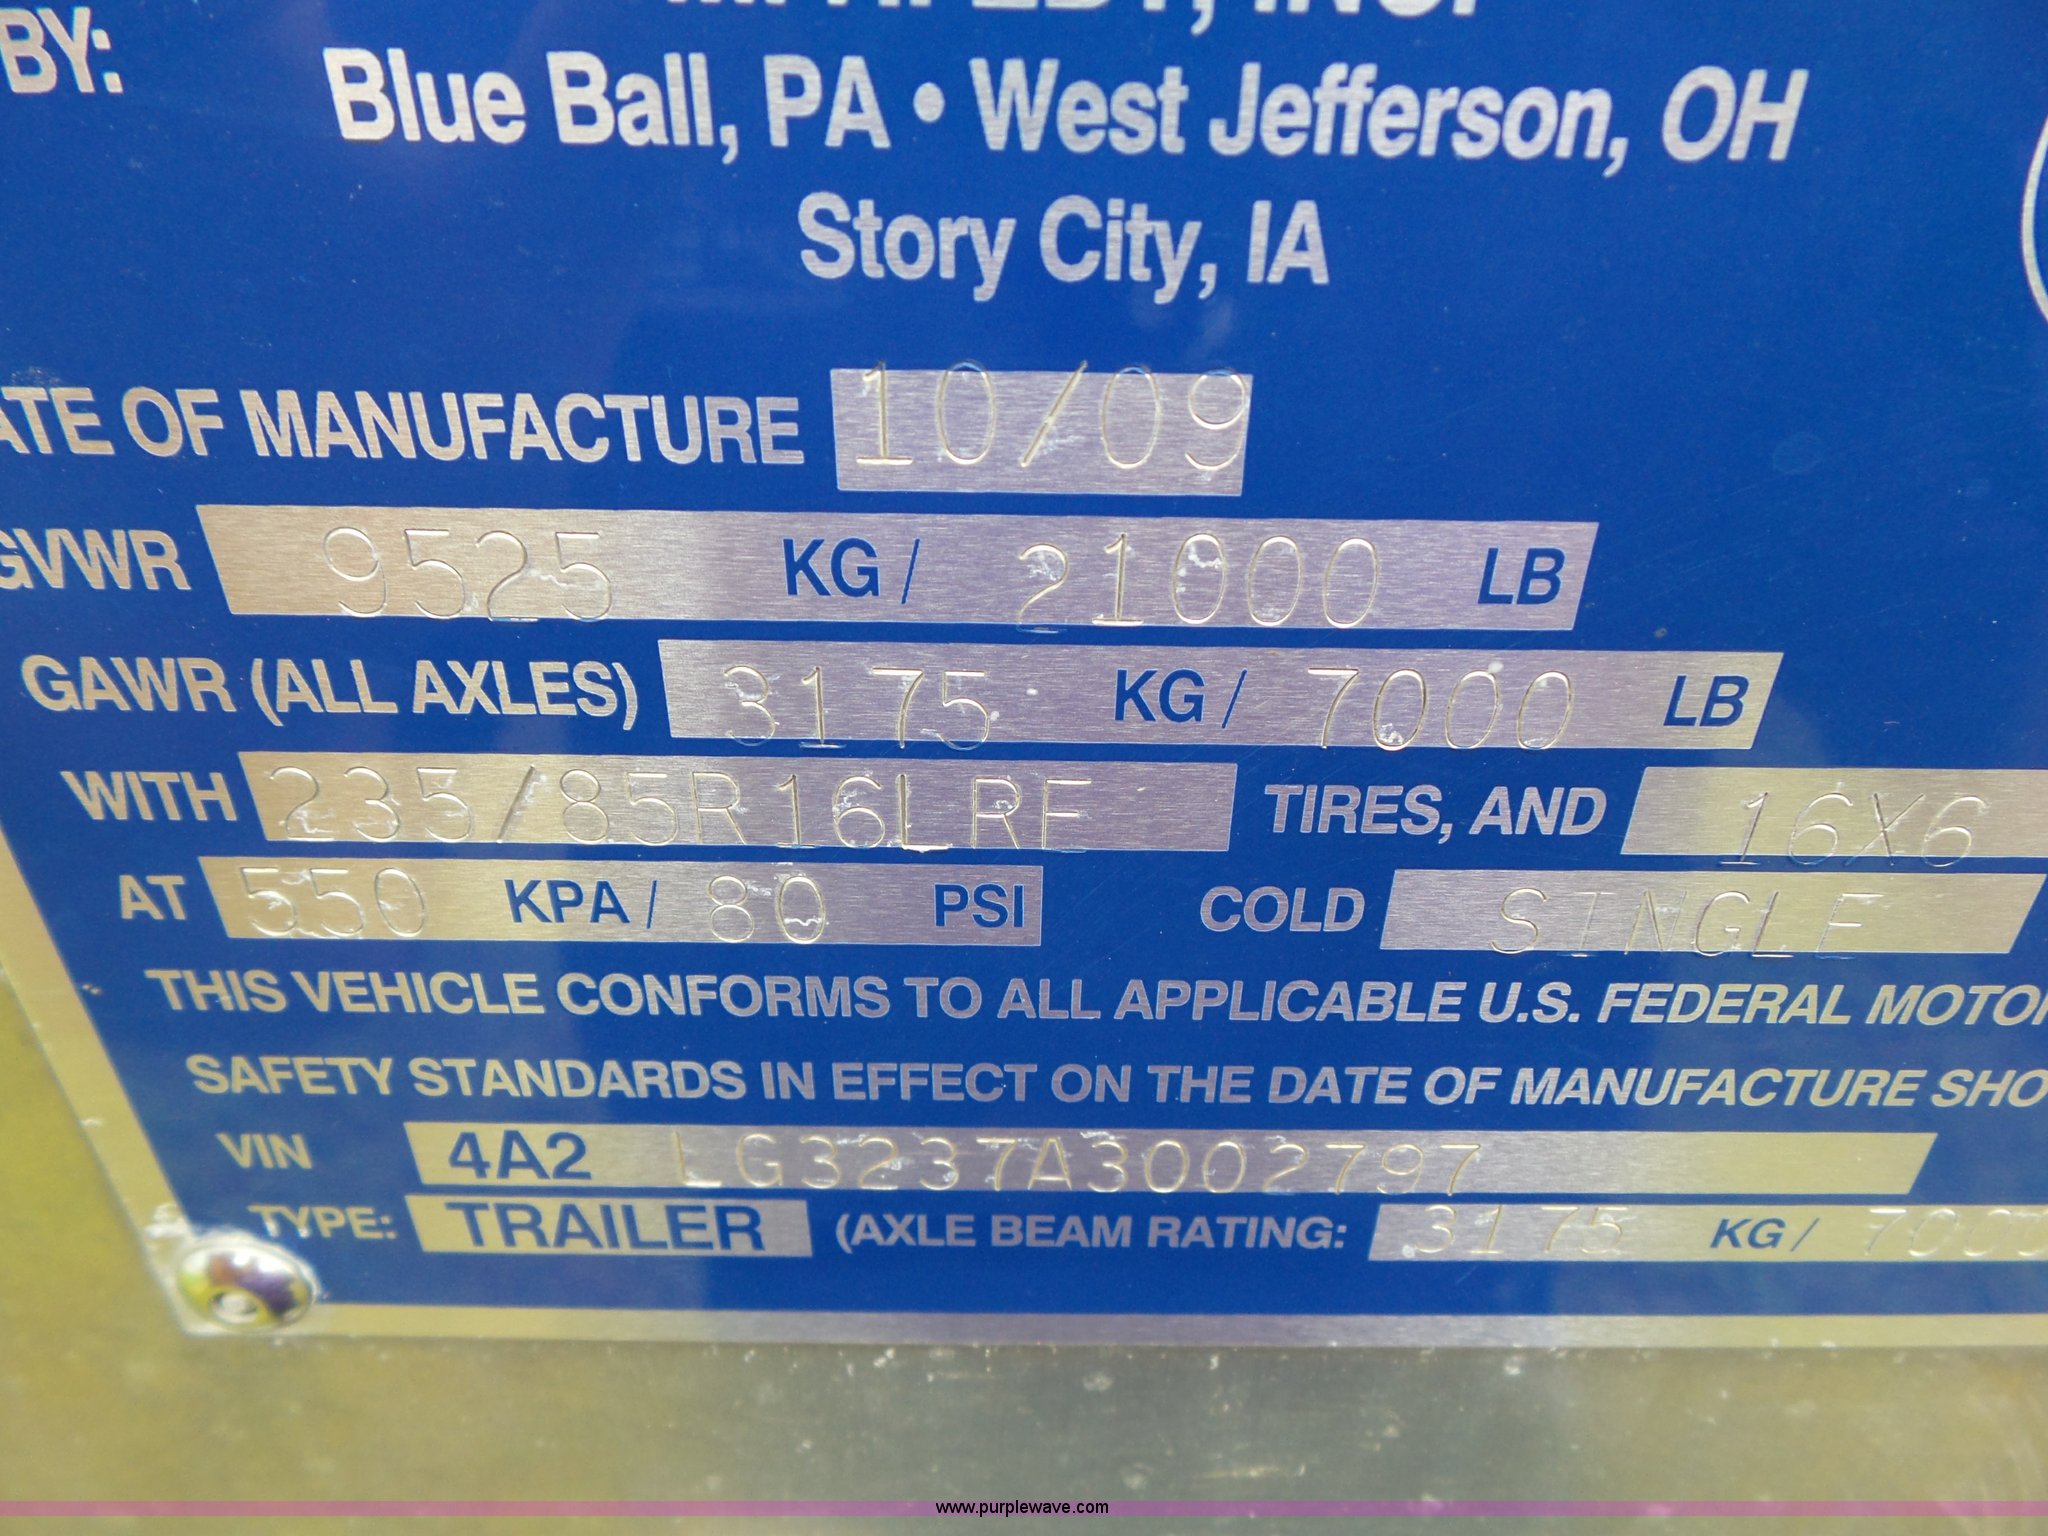 BY:
Blue Ball, PA • West Jefferson, OH
Story City, IA
ATE OF MANUFACTURE 10/09
GVWR 9525 KG/ 21000 LB
GAWR (ALL AXLES) 3175 KG/ 7000 LB
WITH 235/85R16LRE TIRES, AND 16X6
AT 550 KPA/ 80 PSI COLD SINGLE
THIS VEHICLE CONFORMS TO ALL APPLICABLE U.S. FEDERAL MOTOR
SAFETY STANDARDS IN EFFECT ON THE DATE OF MANUFACTURE SHO
VIN 4A2 LG3237A3002797
TYPE: TRAILER (AXLE BEAM RATING: 3175 KG/ 7000
www.purplewave.com